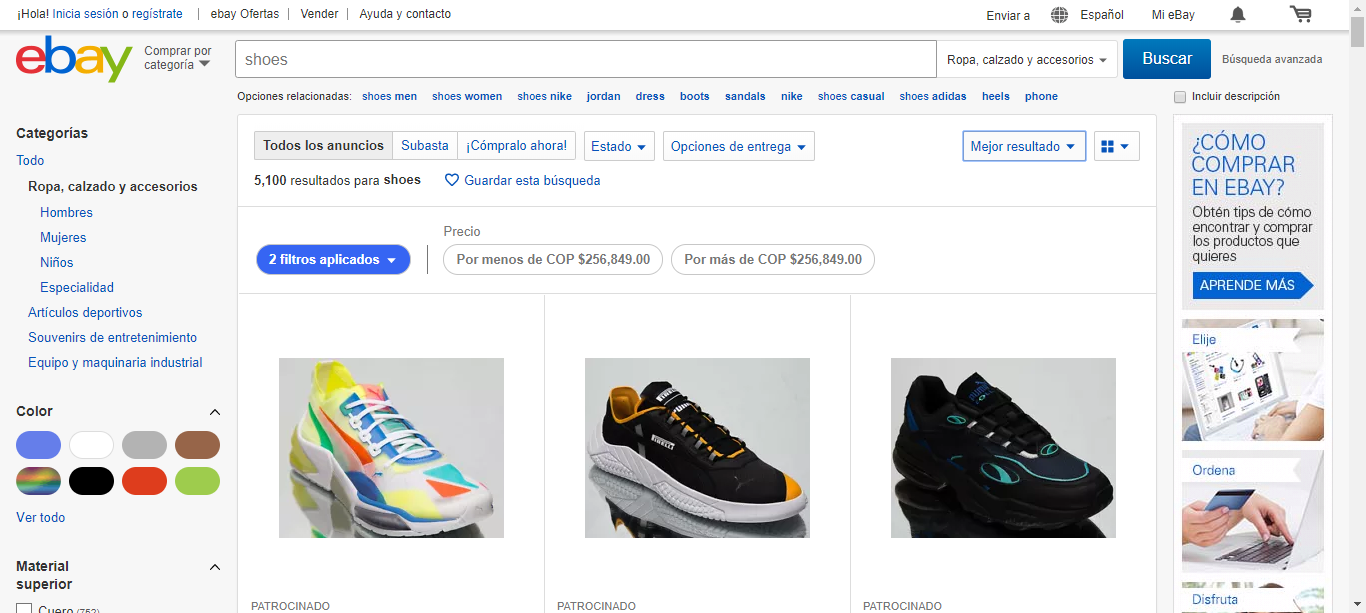 ¡Hola! Inicia sesión o regístrate
ebay Ofertas
Vender
Ayuda y contacto
Enviar a
Español
Mi eBay
ebay
Comprar por
categoría
shoes
Ropa, calzado y accesorios
Buscar
Búsqueda avanzada
Opciones relacionadas: shoes men shoes women shoes nike jordan dress boots sandals nike shoes casual shoes adidas heels phone
Incluir descripción
Categorías
Todo
Ropa, calzado y accesorios
Hombres
Mujeres
Niños
Especialidad
Artículos deportivos
Souvenirs de entretenimiento
Equipo y maquinaria industrial
Color
Ver todo
Material
superior
Cuero (752)
Todos los anuncios
Subasta
¡Cómpralo ahora!
Estado
Opciones de entrega
Mejor resultado
5,100 resultados para shoes
Guardar esta búsqueda
Precio
2 filtros aplicados
Por menos de COP $256,849.00
Por más de COP $256,849.00
PIRELLI
PUMA
PIRELLI
PUMA
PATROCINADO
PATROCINADO
PATROCINADO
¿CÓMO
COMPRAR
EN EBAY?
Obtén tips de cómo
encontrar y comprar
los productos que
quieres
APRENDE MÁS
Elije
Ordena
Disfruta